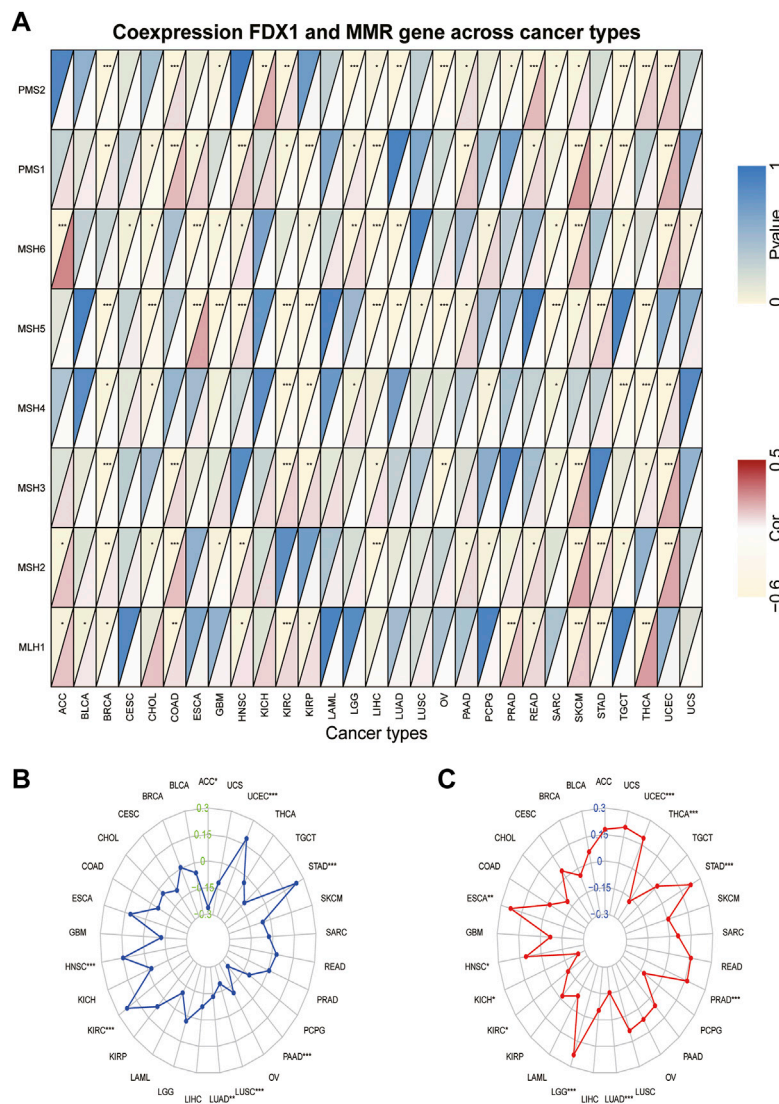 A
Coexpression FDX1 and MMR gene across cancer types
PMS2
PMS1
MSH6
MSH5
MSH4
MSH3
MSH2
MLH1
ACC
BLCA
BRCA
CESC
CHOL
COAD
ESCA
GBM
HNSC
KICH
KIRC
KIRP
LAML
LGG
LIHC
LUAD
LUSC
OV
PAAD
PCPG
PRAD
READ
SARC
SKCM
STAD
TGCT
THCA
UCEC
UCS
Cancer types
1
Pvalue
0
0.5
Cor
−0.6
B
ACC*
UCS
UCEC***
THCA
TGCT
STAD***
SKCM
SARC
READ
PRAD
PCPG
PAAD***
OV
LUSC***
LUAD**
LIHC
LGG
LAML
KIRP
KIRC***
KICH
HNSC***
GBM
ESCA
COAD
CHOL
CESC
BRCA
BLCA
0.3
0.15
0
−0.15
−0.3
C
ACC
UCS
UCEC***
THCA***
TGCT
STAD***
SKCM
SARC
READ
PRAD***
PCPG
PAAD
OV
LUSC
LUAD***
LIHC
LGG***
LAML
KIRP
KIRC*
KICH*
HNSC*
GBM
ESCA**
COAD
CHOL
CESC
BRCA
BLCA
0.3
0.15
0
−0.15
−0.3